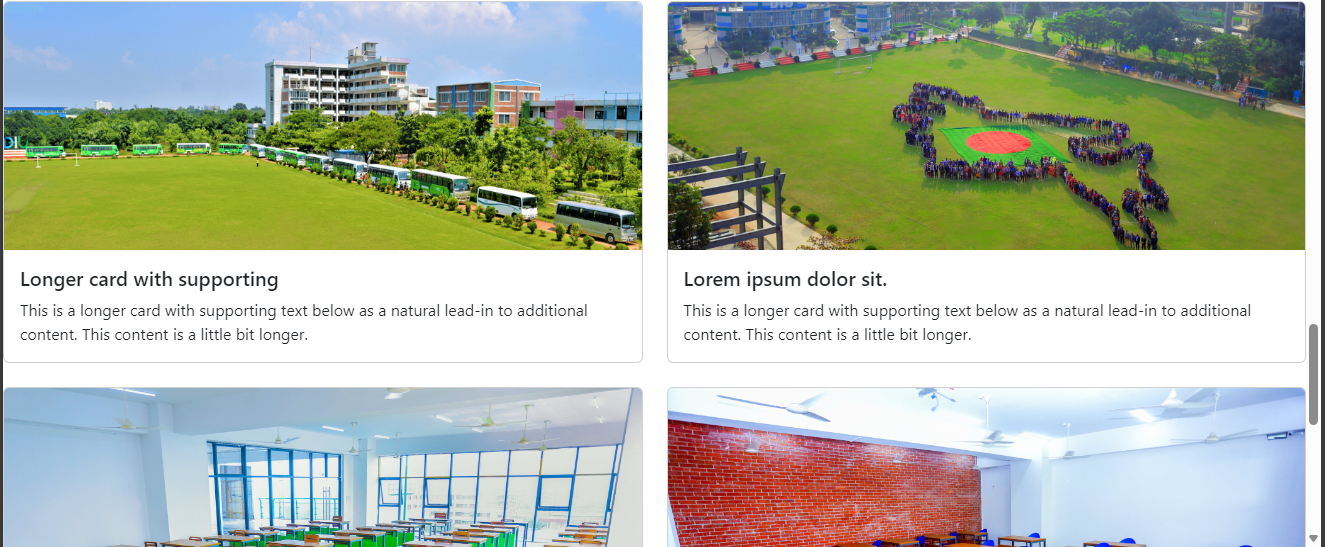 Longer card with supporting
This is a longer card with supporting text below as a natural lead-in to additional
content. This content is a little bit longer.
Lorem ipsum dolor sit.
This is a longer card with supporting text below as a natural lead-in to additional
content. This content is a little bit longer.